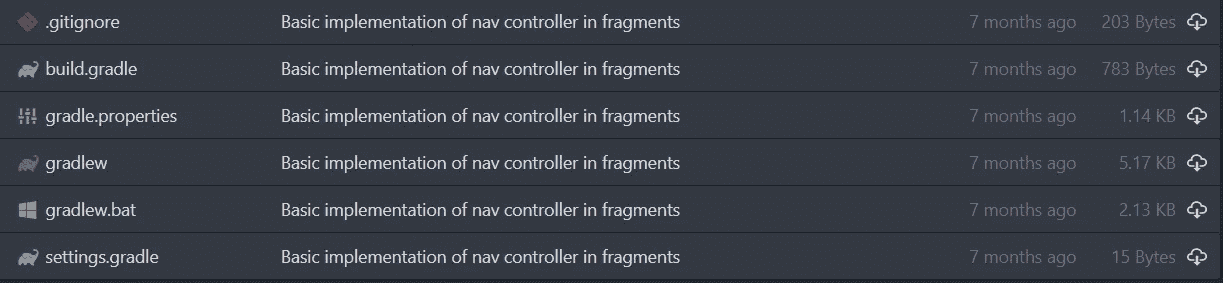 .gitignore Basic implementation of nav controller in fragments 7 months ago 203 Bytes
build.gradle Basic implementation of nav controller in fragments 7 months ago 783 Bytes
gradle.properties Basic implementation of nav controller in fragments 7 months ago 1.14 KB
gradlew Basic implementation of nav controller in fragments 7 months ago 5.17 KB
gradlew.bat Basic implementation of nav controller in fragments 7 months ago 2.13 KB
settings.gradle Basic implementation of nav controller in fragments 7 months ago 15 Bytes